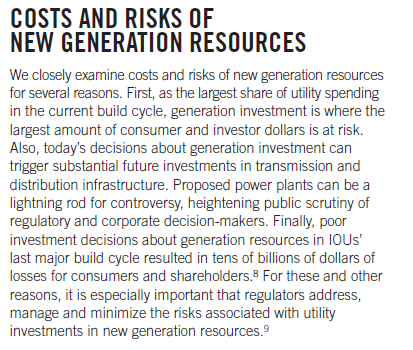 COSTS AND RISKS OF
NEW GENERATION RESOURCES
We closely examine costs and risks of new generation resources
for several reasons. First, as the largest share of utility spending
in the current build cycle, generation investment is where the
largest amount of consumer and investor dollars is at risk.
Also, today's decisions about generation investment can
trigger substantial future investments in transmission and
distribution infrastructure. Proposed power plants can be a
lightning rod for controversy, heightening public scrutiny of
regulatory and corporate decision-makers. Finally, poor
investment decisions about generation resources in IOUs'
last major build cycle resulted in tens of billions of dollars of
losses for consumers and shareholders.⁸ For these and other
reasons, it is especially important that regulators address,
manage and minimize the risks associated with utility
investments in new generation resources.⁹